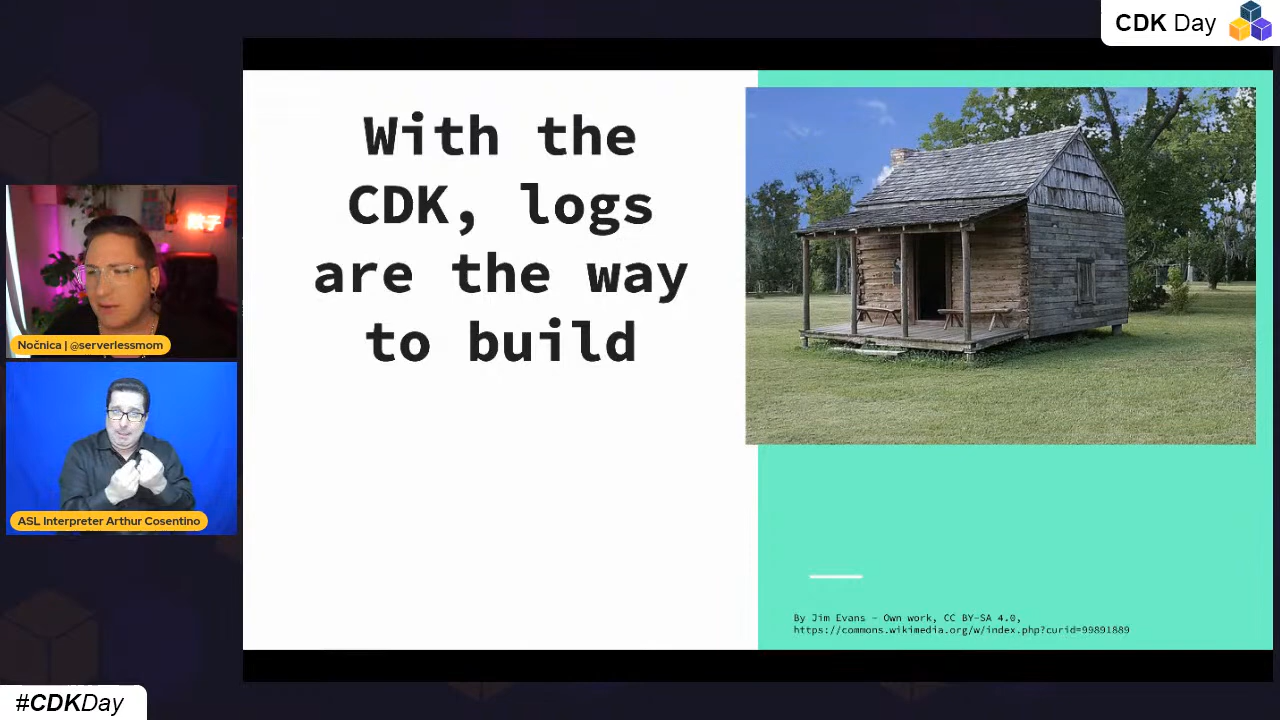 CDK Day
With the
CDK, logs
are the way
to build
Nočnica | @serverlessmom
ASL Interpreter Arthur Cosentino
By Jim Evans - Own work, CC BY-SA 4.0,
https://commons.wikimedia.org/w/index.php?curid=99891889
#CDKDay